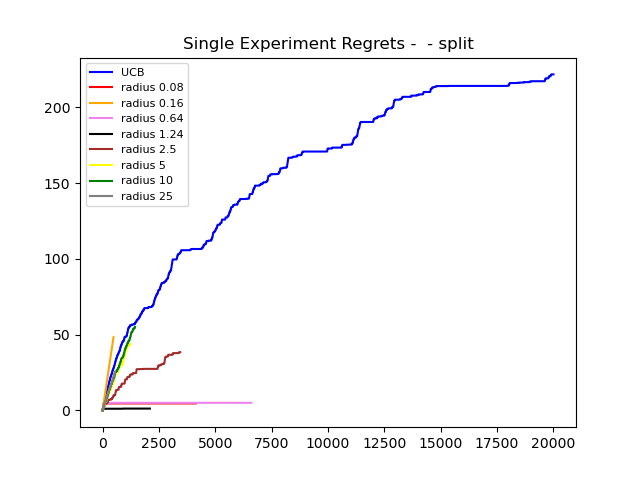 Single Experiment Regrets -  - split
UCB
radius 0.08
radius 0.16
radius 0.64
radius 1.24
radius 2.5
radius 5
radius 10
radius 25
200
150
100
50
0
0 2500 5000 7500 10000 12500 15000 17500 20000